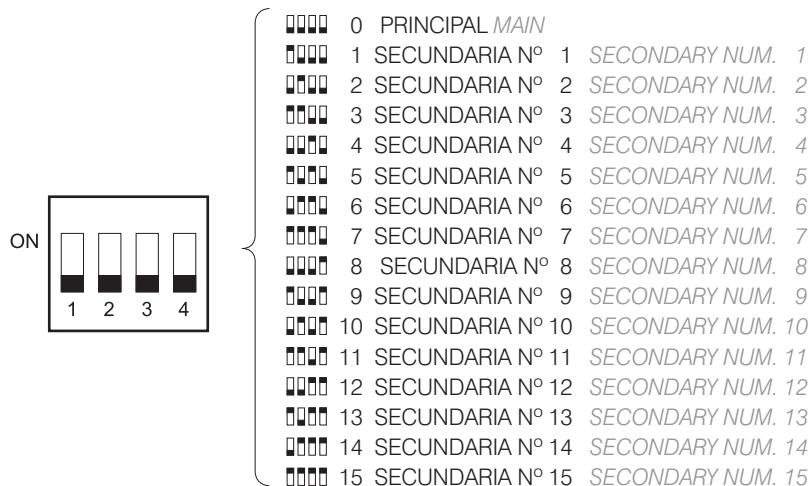 0 PRINCIPAL MAIN
1 SECUNDARIA Nº 1 SECONDARY NUM. 1
2 SECUNDARIA Nº 2 SECONDARY NUM. 2
3 SECUNDARIA Nº 3 SECONDARY NUM. 3
4 SECUNDARIA Nº 4 SECONDARY NUM. 4
5 SECUNDARIA Nº 5 SECONDARY NUM. 5
6 SECUNDARIA Nº 6 SECONDARY NUM. 6
7 SECUNDARIA Nº 7 SECONDARY NUM. 7
8 SECUNDARIA Nº 8 SECONDARY NUM. 8
9 SECUNDARIA Nº 9 SECONDARY NUM. 9
10 SECUNDARIA Nº 10 SECONDARY NUM. 10
11 SECUNDARIA Nº 11 SECONDARY NUM. 11
12 SECUNDARIA Nº 12 SECONDARY NUM. 12
13 SECUNDARIA Nº 13 SECONDARY NUM. 13
14 SECUNDARIA Nº 14 SECONDARY NUM. 14
15 SECUNDARIA Nº 15 SECONDARY NUM. 15
ON
1 2 3 4